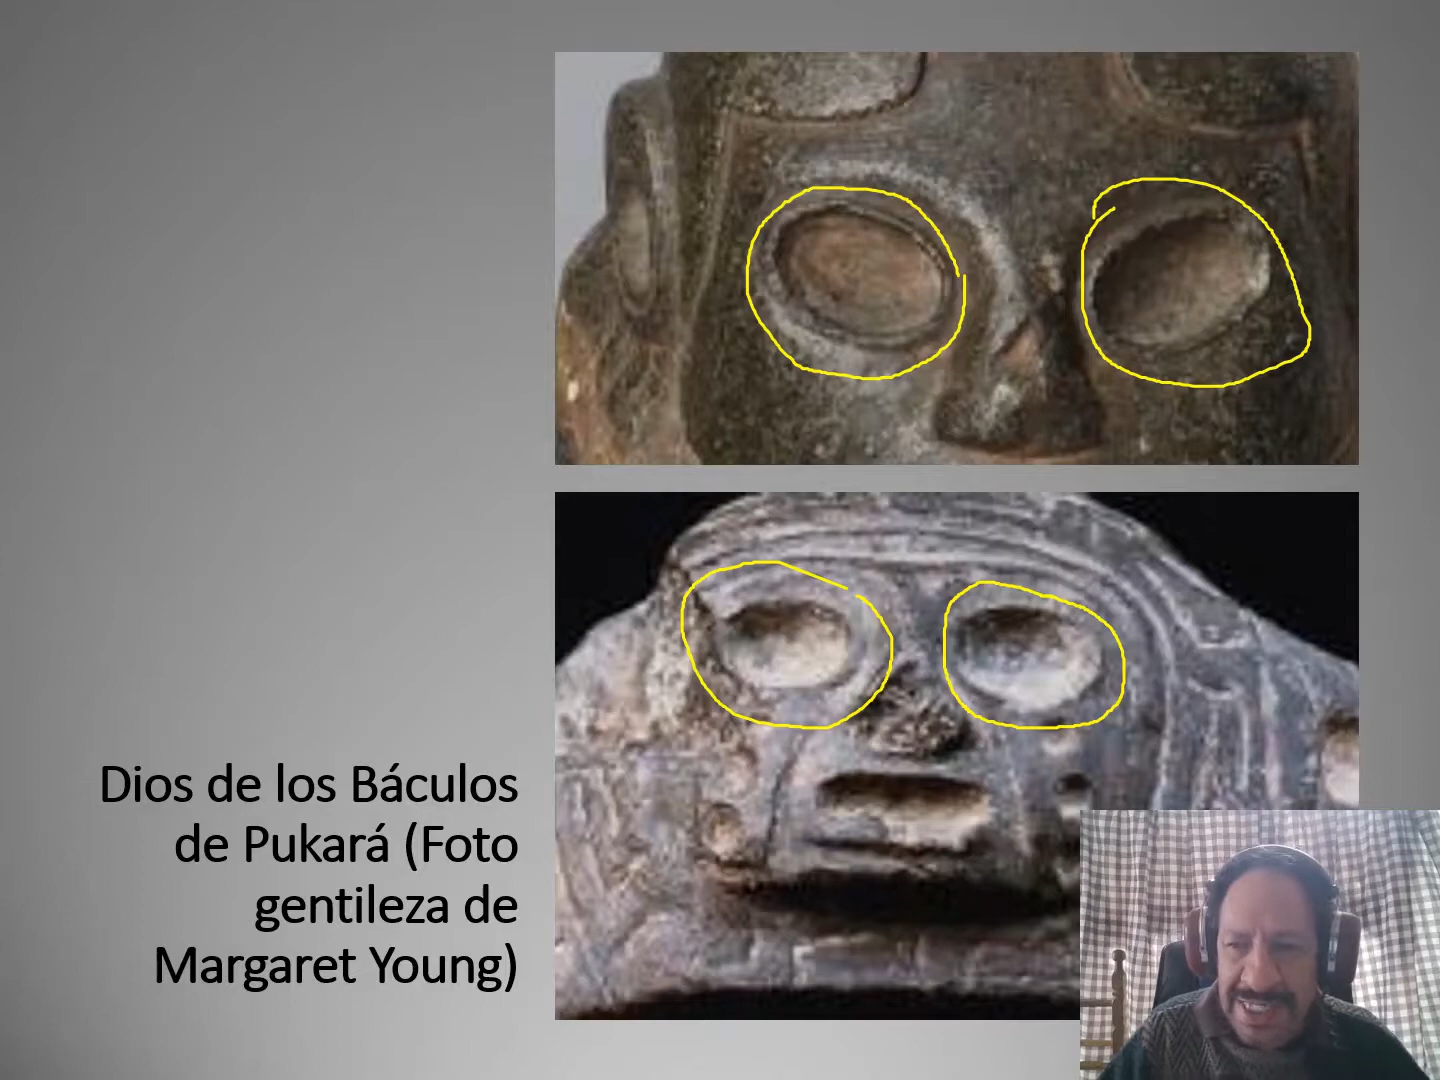 Dios de los Báculos
de Pukará (Foto
gentileza de
Margaret Young)